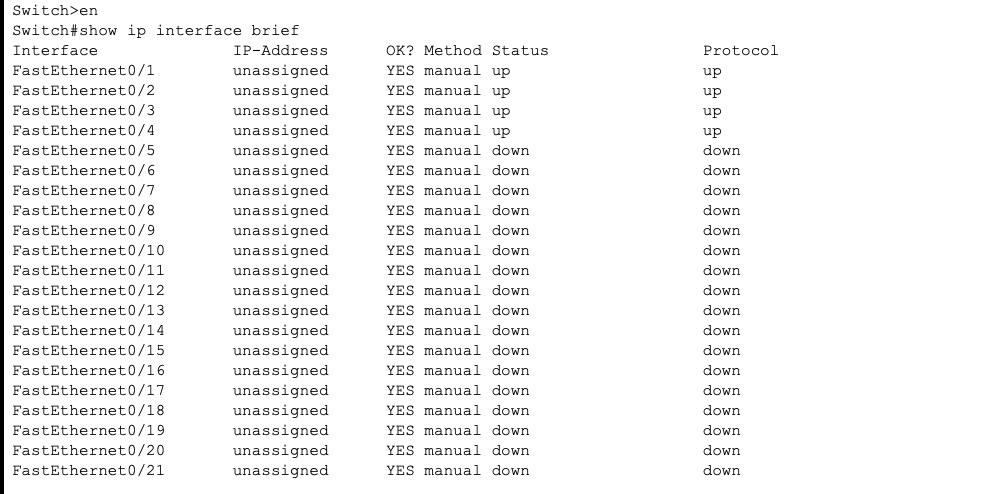 Switch>en
Switch#show ip interface brief
Interface              IP-Address      OK? Method Status                Protocol
FastEthernet0/1        unassigned      YES manual up                    up
FastEthernet0/2        unassigned      YES manual up                    up
FastEthernet0/3        unassigned      YES manual up                    up
FastEthernet0/4        unassigned      YES manual up                    up
FastEthernet0/5        unassigned      YES manual down                  down
FastEthernet0/6        unassigned      YES manual down                  down
FastEthernet0/7        unassigned      YES manual down                  down
FastEthernet0/8        unassigned      YES manual down                  down
FastEthernet0/9        unassigned      YES manual down                  down
FastEthernet0/10       unassigned      YES manual down                  down
FastEthernet0/11       unassigned      YES manual down                  down
FastEthernet0/12       unassigned      YES manual down                  down
FastEthernet0/13       unassigned      YES manual down                  down
FastEthernet0/14       unassigned      YES manual down                  down
FastEthernet0/15       unassigned      YES manual down                  down
FastEthernet0/16       unassigned      YES manual down                  down
FastEthernet0/17       unassigned      YES manual down                  down
FastEthernet0/18       unassigned      YES manual down                  down
FastEthernet0/19       unassigned      YES manual down                  down
FastEthernet0/20       unassigned      YES manual down                  down
FastEthernet0/21       unassigned      YES manual down                  down